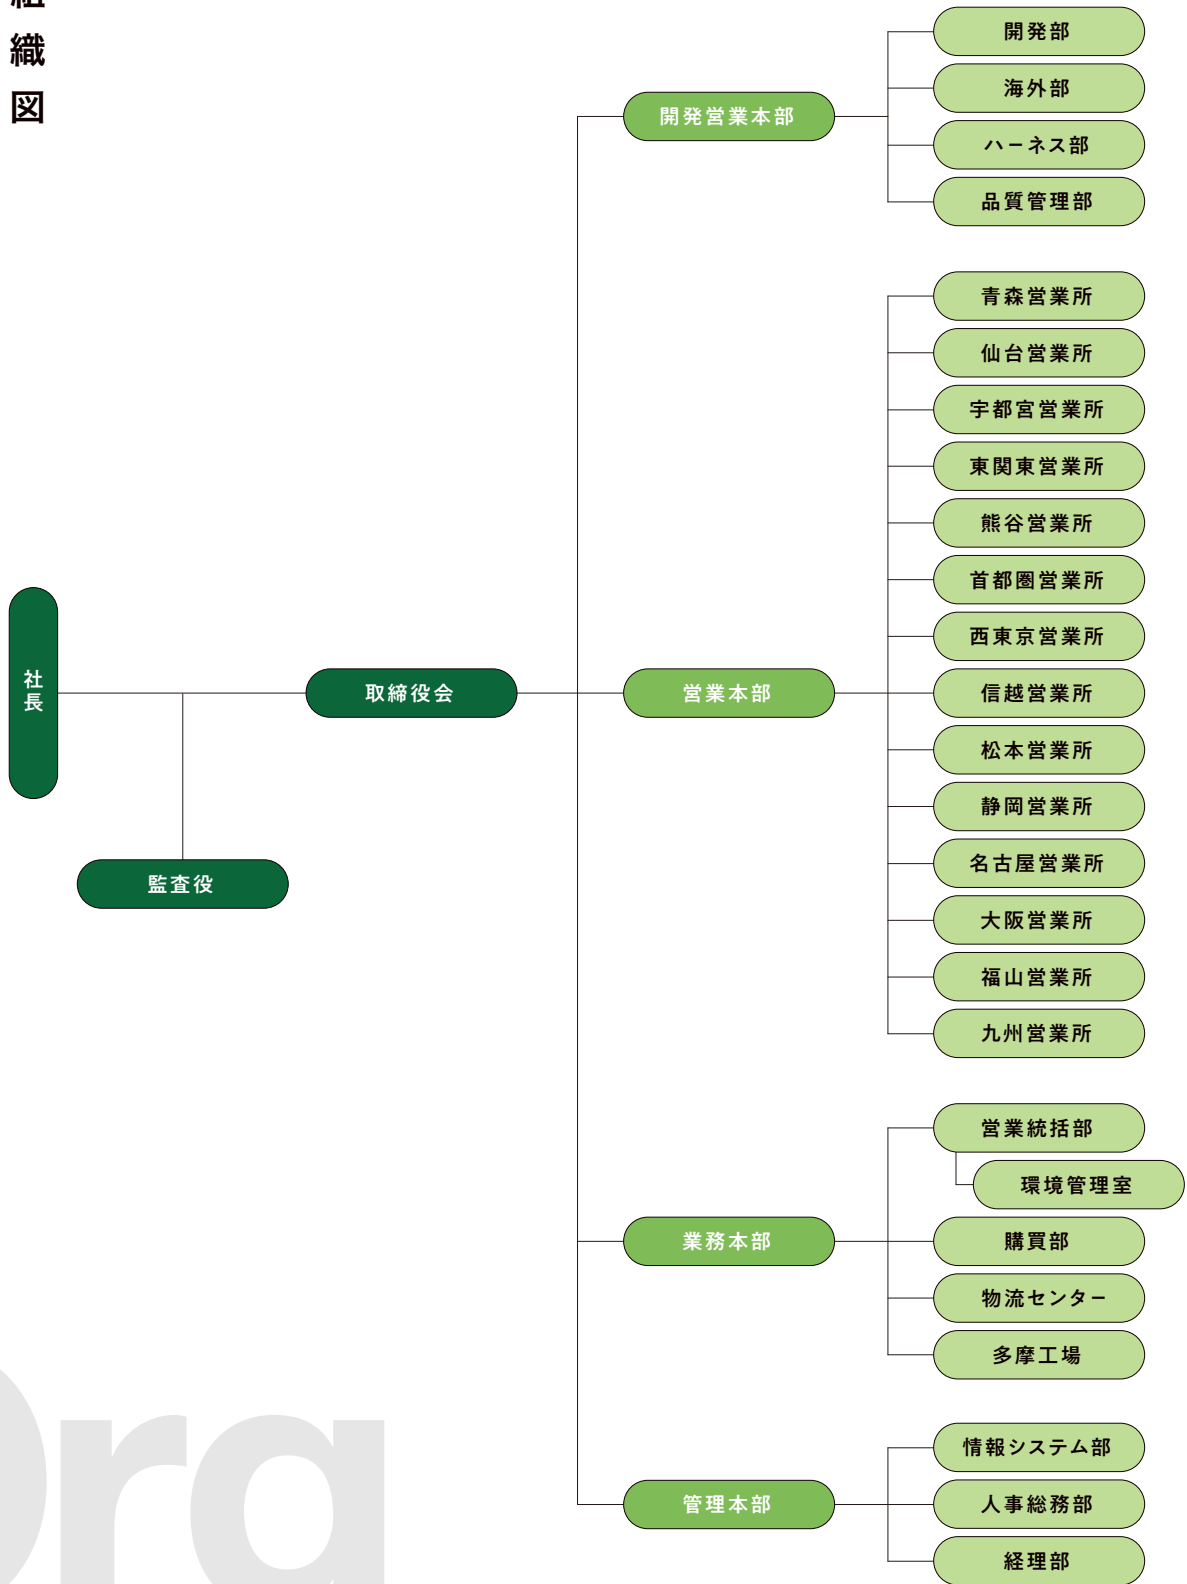 組織図
社長
取締役会
監査役
開発営業本部
開発部
海外部
ハーネス部
品質管理部
営業本部
青森営業所
仙台営業所
宇都宮営業所
東関東営業所
熊谷営業所
首都圏営業所
西東京営業所
信越営業所
松本営業所
静岡営業所
名古屋営業所
大阪営業所
福山営業所
九州営業所
業務本部
営業統括部
環境管理室
購買部
物流センター
多摩工場
管理本部
情報システム部
人事総務部
経理部
Org